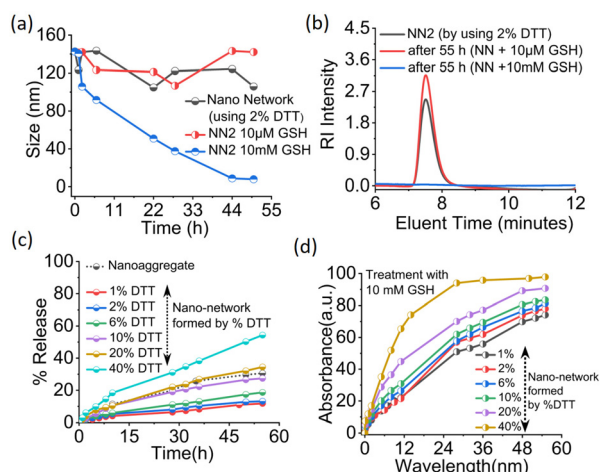 (a)
160
120
80
40
0
Size (nm)
Nano Network
(using 2% DTT)
NN2 10μM GSH
NN2 10mM GSH
0 11 22 33 44 55
Time (h)
(b)
4.5
3.6
2.7
1.8
0.9
0.0
RI Intensity
NN2 (by using 2% DTT)
after 55 h (NN + 10μM GSH)
after 55 h (NN +10mM GSH)
6 8 10 12
Eluent Time (minutes)
(c)
100
80
60
40
20
0
% Release
Nanoaggregate
1% DTT
2% DTT
6% DTT
10% DTT
20% DTT
40% DTT
Nano-network
formed by % DTT
0 15 30 45 60
Time(h)
(d)
100
80
60
40
20
0
Absorbance(a.u.)
Treatment with
10 mM GSH
1%
2%
6%
10%
20%
40%
Nano-network
formed
by %DTT
0 12 24 36 48 60
Wavelength(nm)